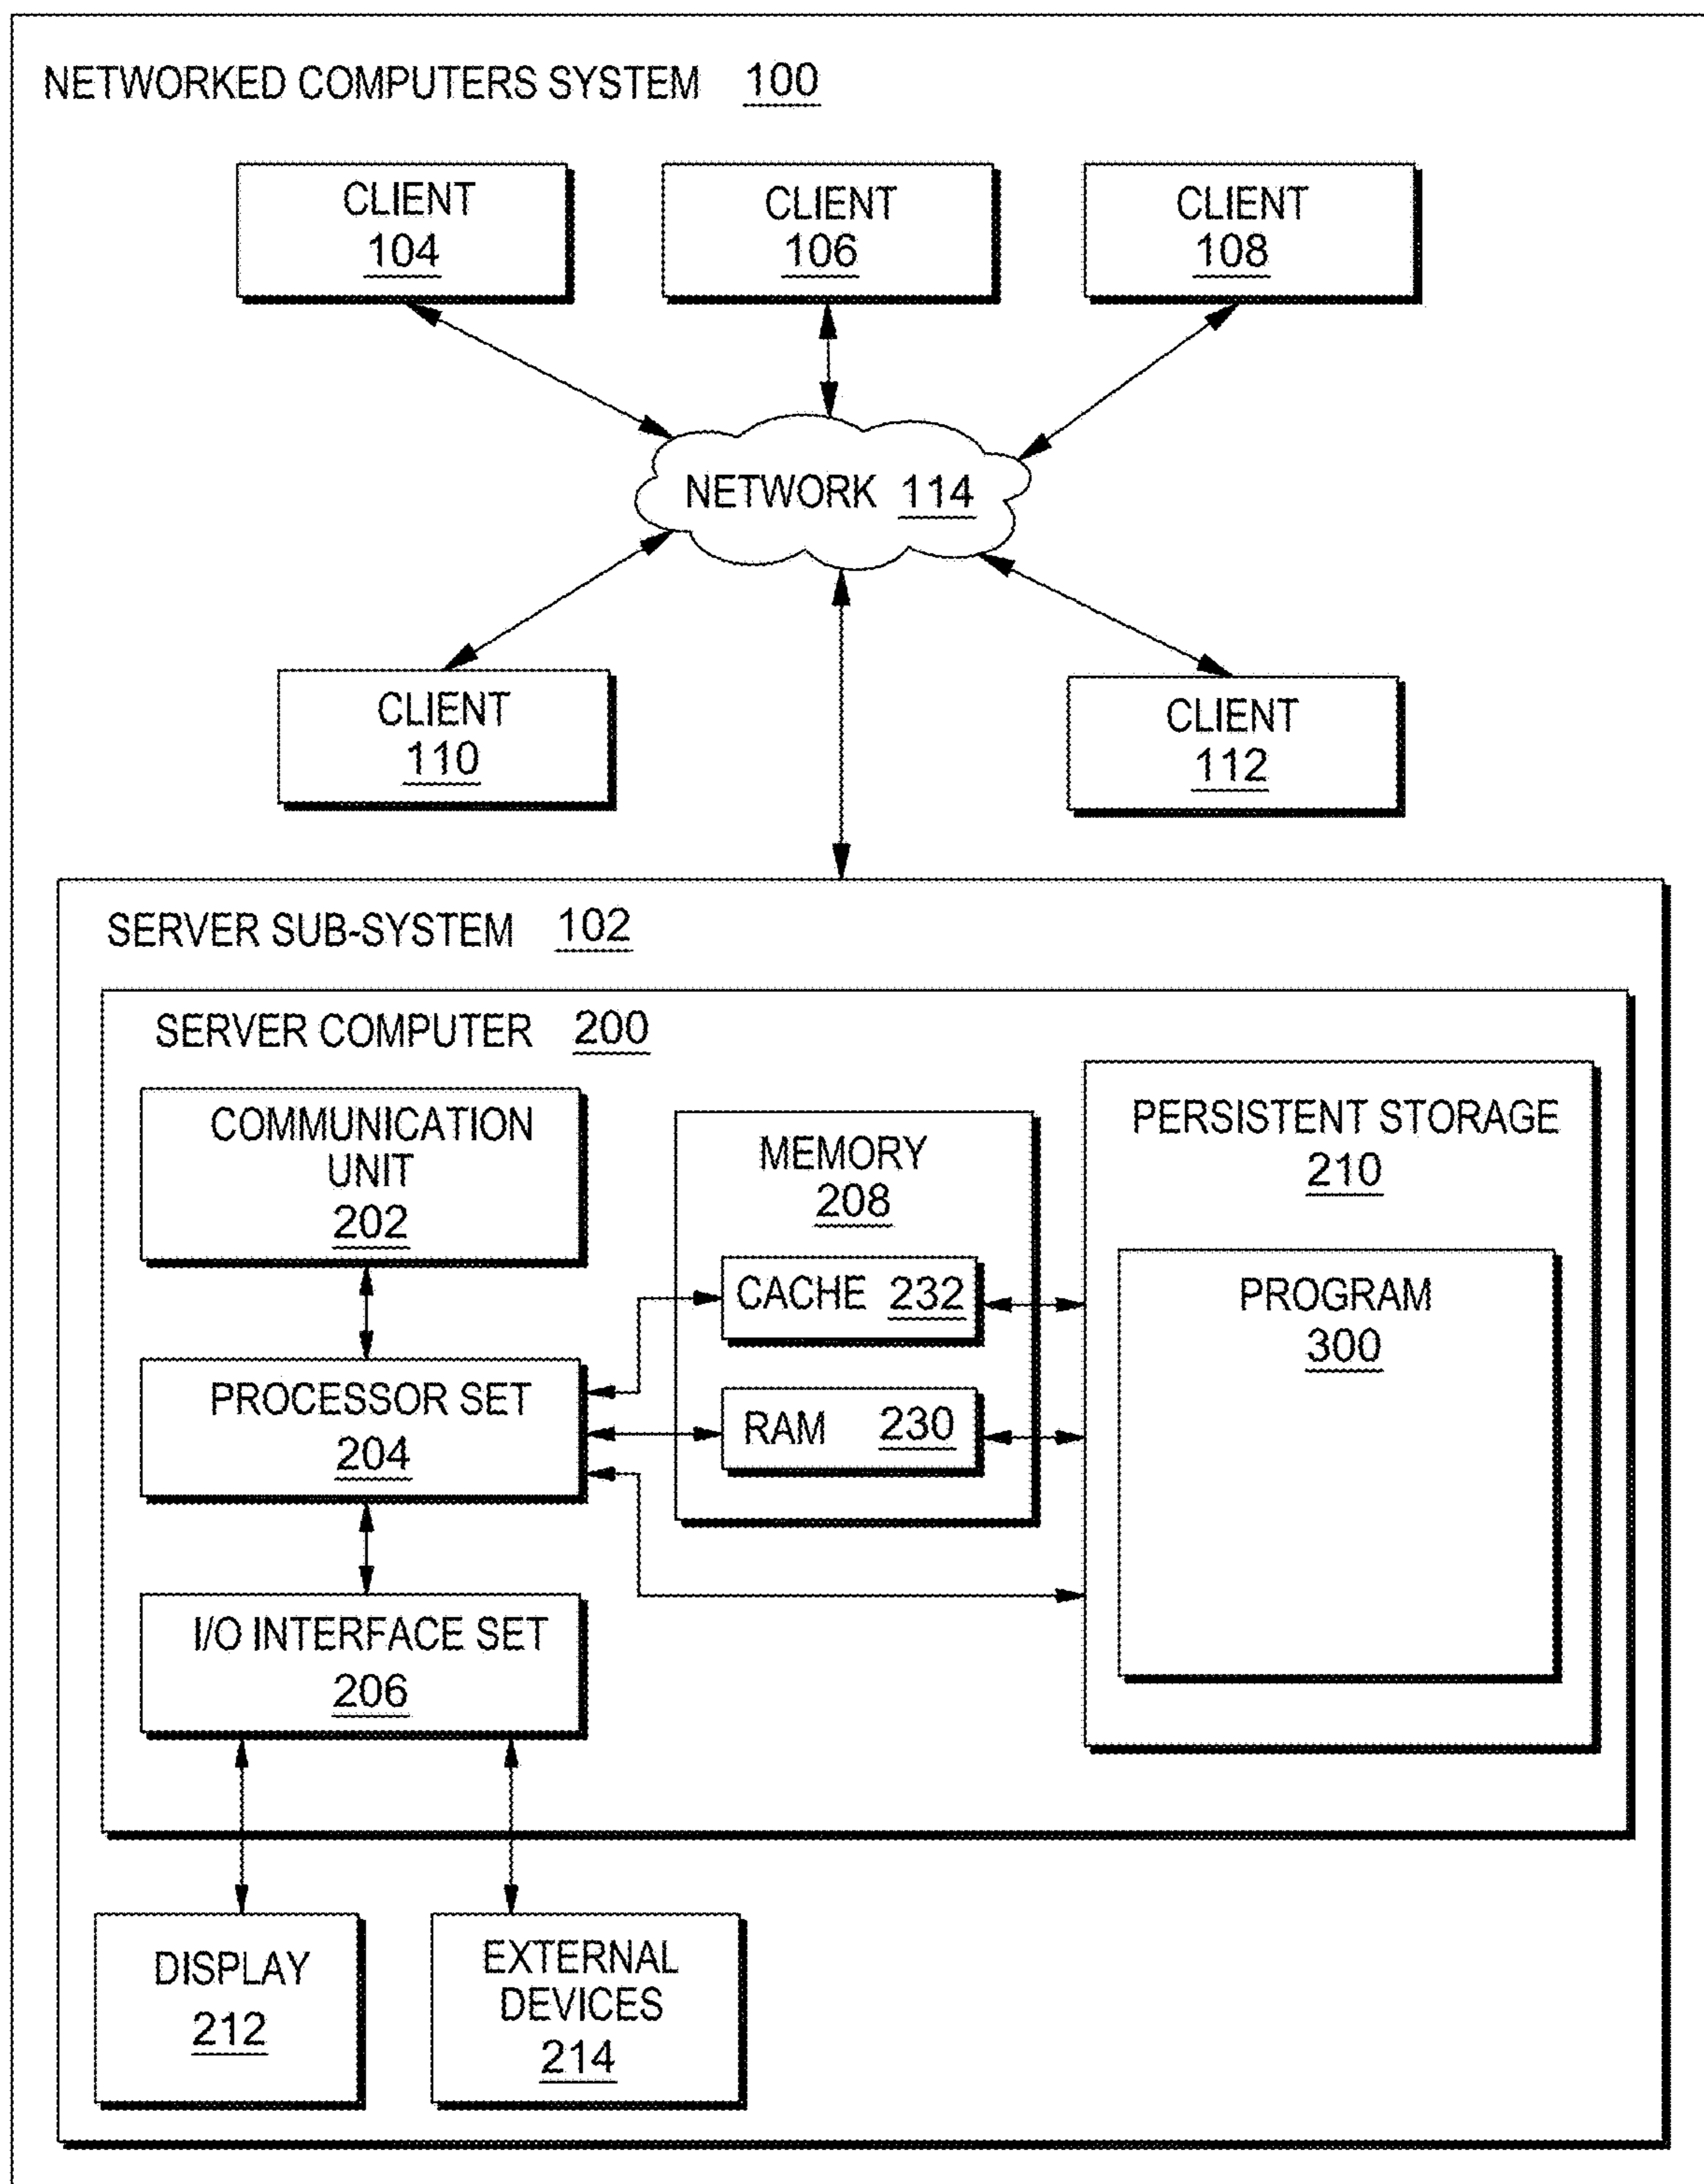 NETWORKED COMPUTERS SYSTEM 100
CLIENT
104
CLIENT
106
CLIENT
108
NETWORK 114
CLIENT
110
CLIENT
112
SERVER SUB-SYSTEM 102
SERVER COMPUTER 200
COMMUNICATION
UNIT
202
MEMORY
208
PERSISTENT STORAGE
210
CACHE 232
PROGRAM
300
PROCESSOR SET
204
RAM 230
I/O INTERFACE SET
206
DISPLAY
212
EXTERNAL
DEVICES
214